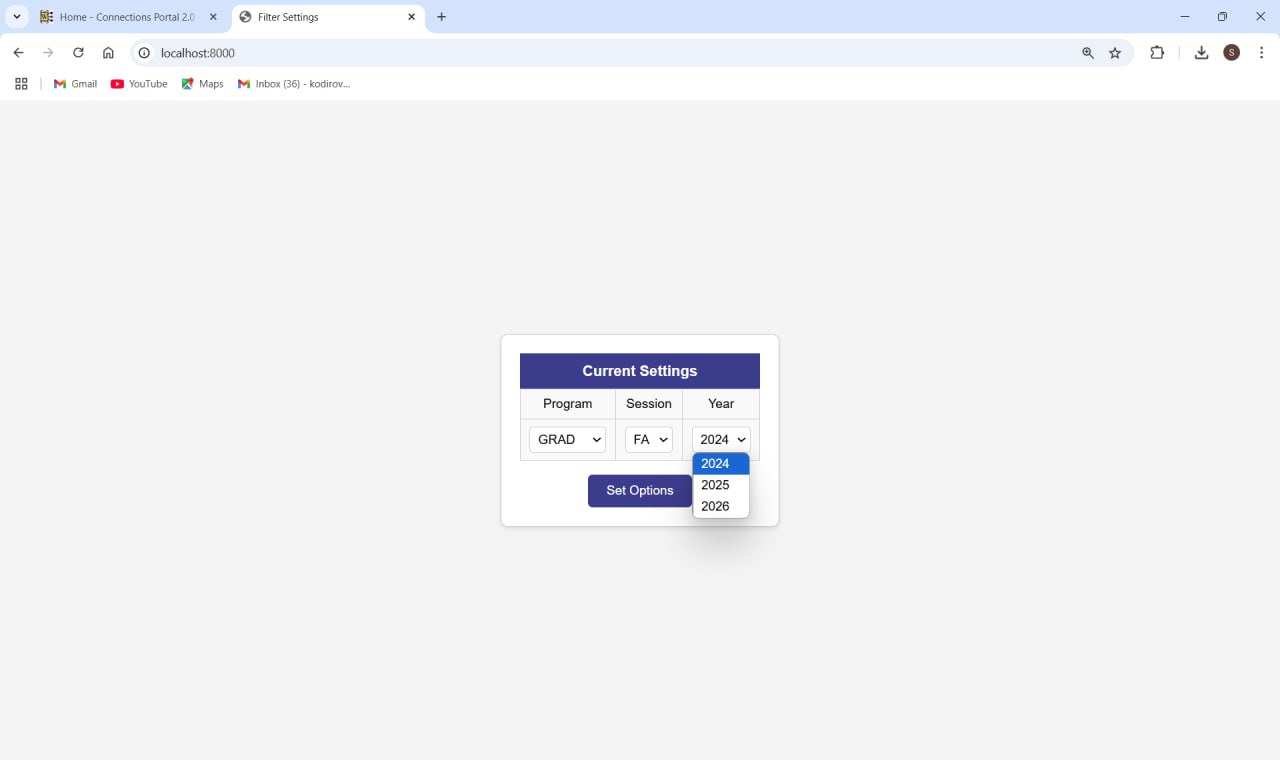 Home - Connections Portal 2.0
Filter Settings
localhost:8000
S
Gmail
YouTube
Maps
Inbox (36) - kodirov...
Current Settings
Program Session Year
GRAD FA 2024
2024
2025
2026
Set Options